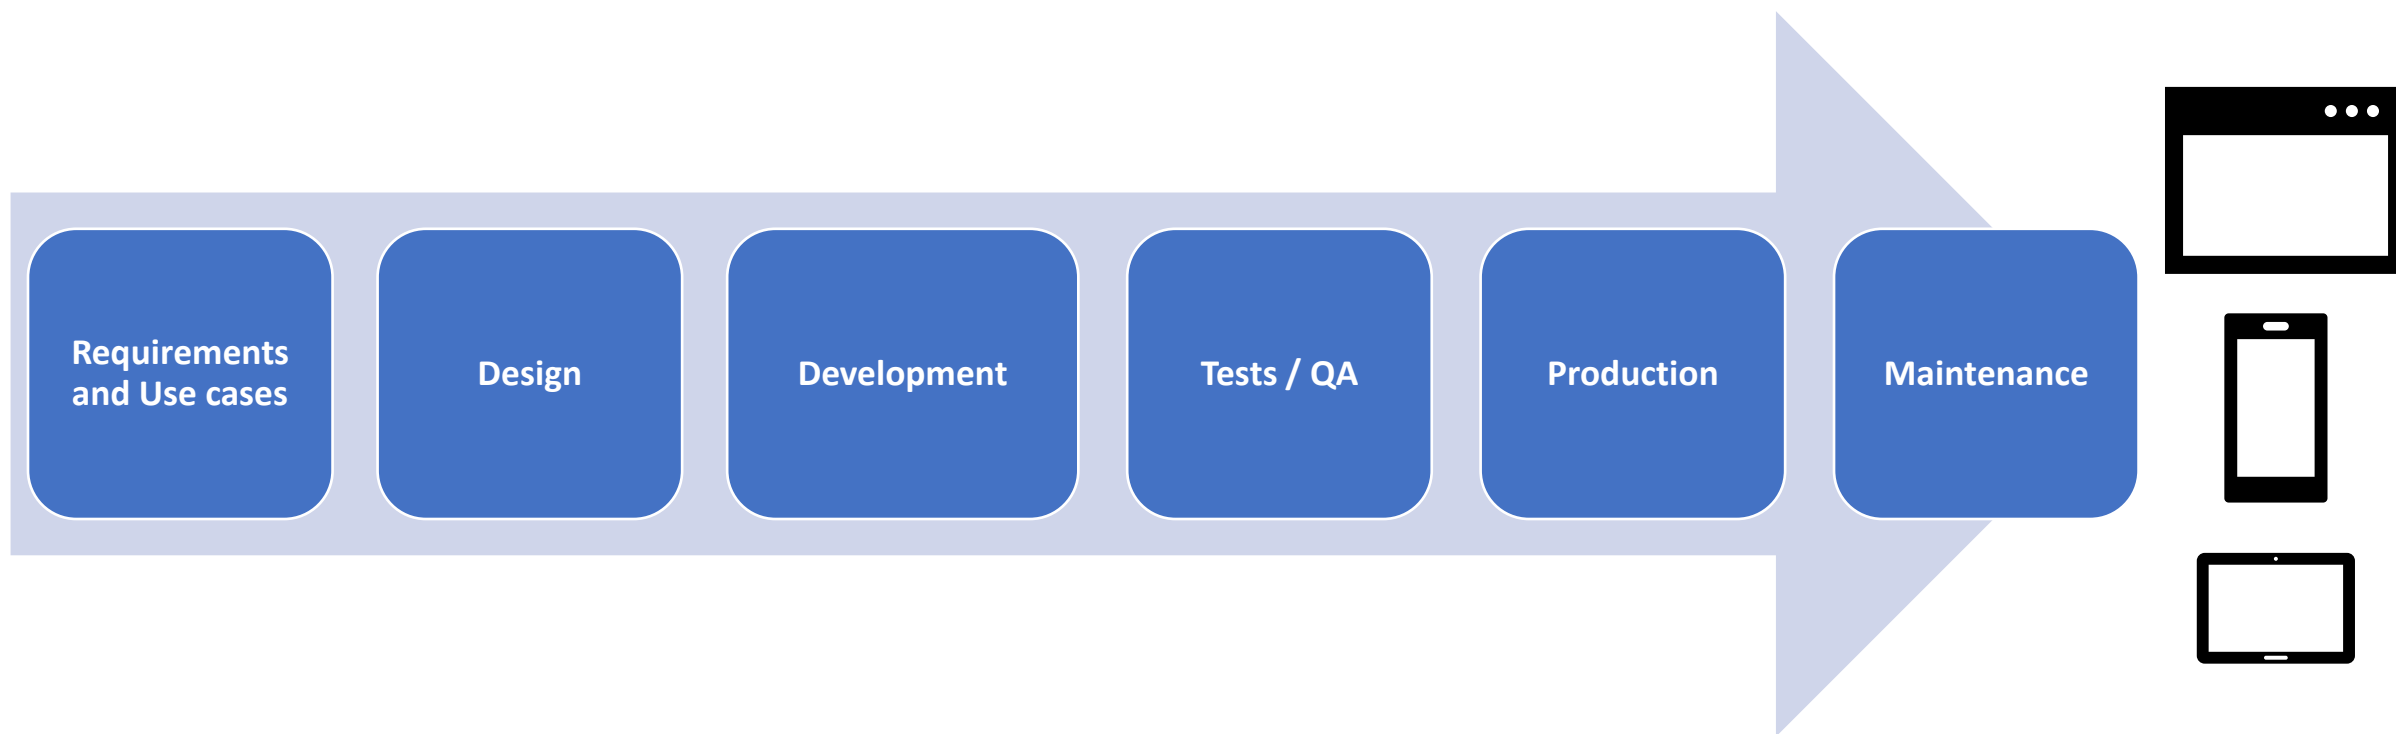 Requirements
and Use cases
Design
Development
Tests / QA
Production
Maintenance